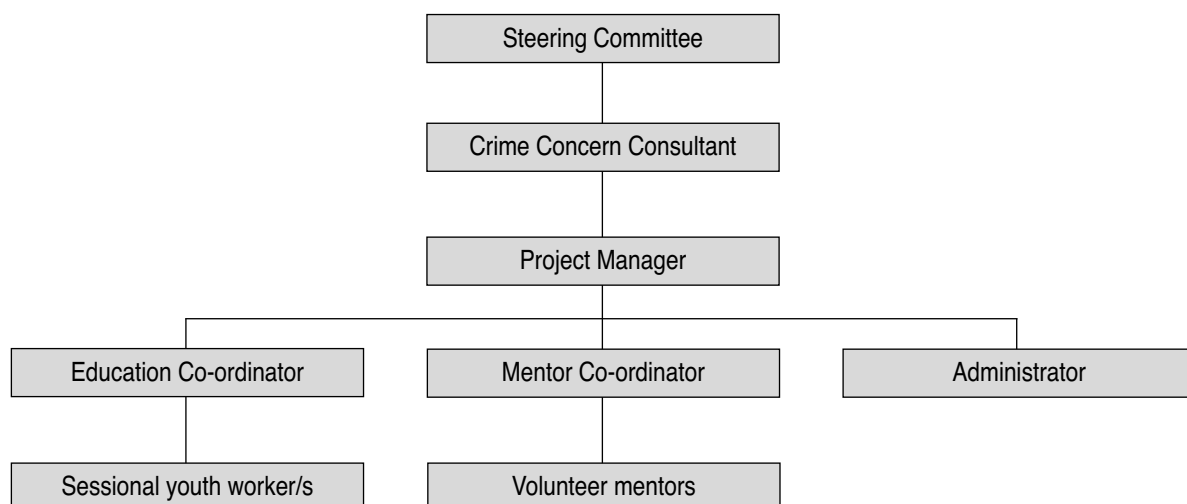 Steering Committee
Crime Concern Consultant
Project Manager
Education Co-ordinator
Mentor Co-ordinator
Administrator
Sessional youth worker/s
Volunteer mentors